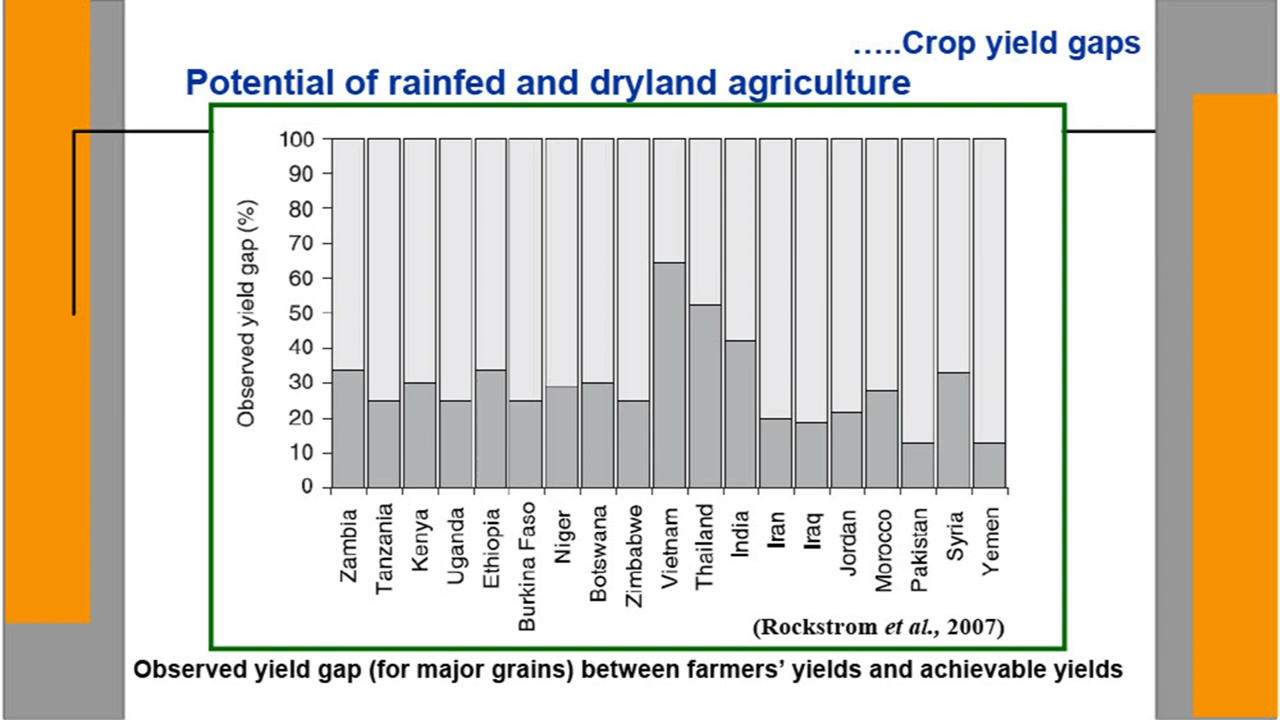 …..Crop yield gaps
Potential of rainfed and dryland agriculture
Observed yield gap (%)
100
90
80
70
60
50
40
30
20
10
0
Zambia
Tanzania
Kenya
Uganda
Ethiopia
Burkina Faso
Niger
Botswana
Zimbabwe
Vietnam
Thailand
India
Iran
Iraq
Jordan
Morocco
Pakistan
Syria
Yemen
(Rockstrom et al., 2007)
Observed yield gap (for major grains) between farmers’ yields and achievable yields